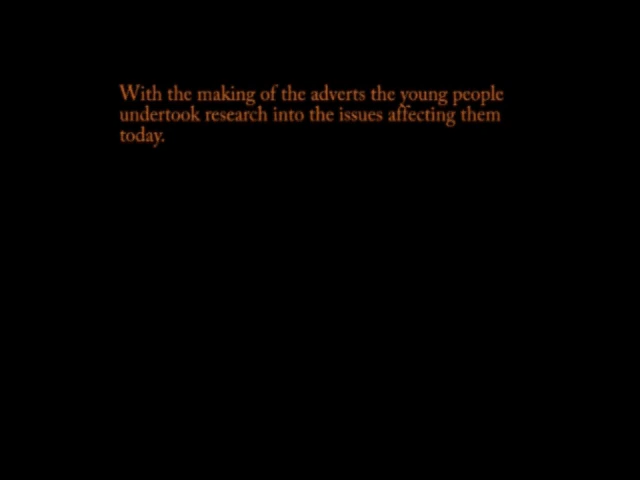 With the making of the adverts the young people
undertook research into the issues affecting them
today.